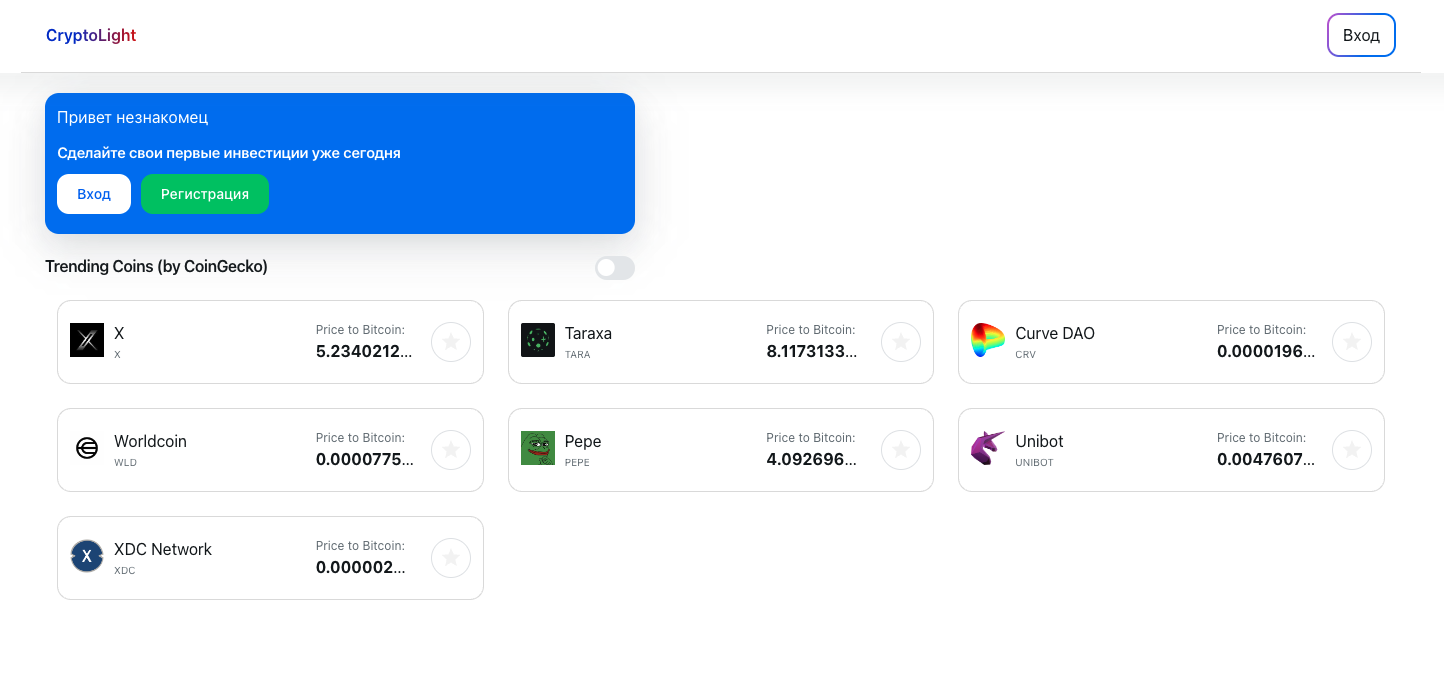 CryptoLight
Вход
Привет незнакомец
Сделайте свои первые инвестиции уже сегодня
Вход
Регистрация
Trending Coins (by CoinGecko)
X
X
Price to Bitcoin:
5.2340212...
Taraxa
TARA
Price to Bitcoin:
8.1173133...
Curve DAO
CRV
Price to Bitcoin:
0.0000196...
Worldcoin
WLD
Price to Bitcoin:
0.0000775...
Pepe
PEPE
Price to Bitcoin:
4.092696...
Unibot
UNIBOT
Price to Bitcoin:
0.0047607...
X
XDC Network
XDC
Price to Bitcoin:
0.000002...